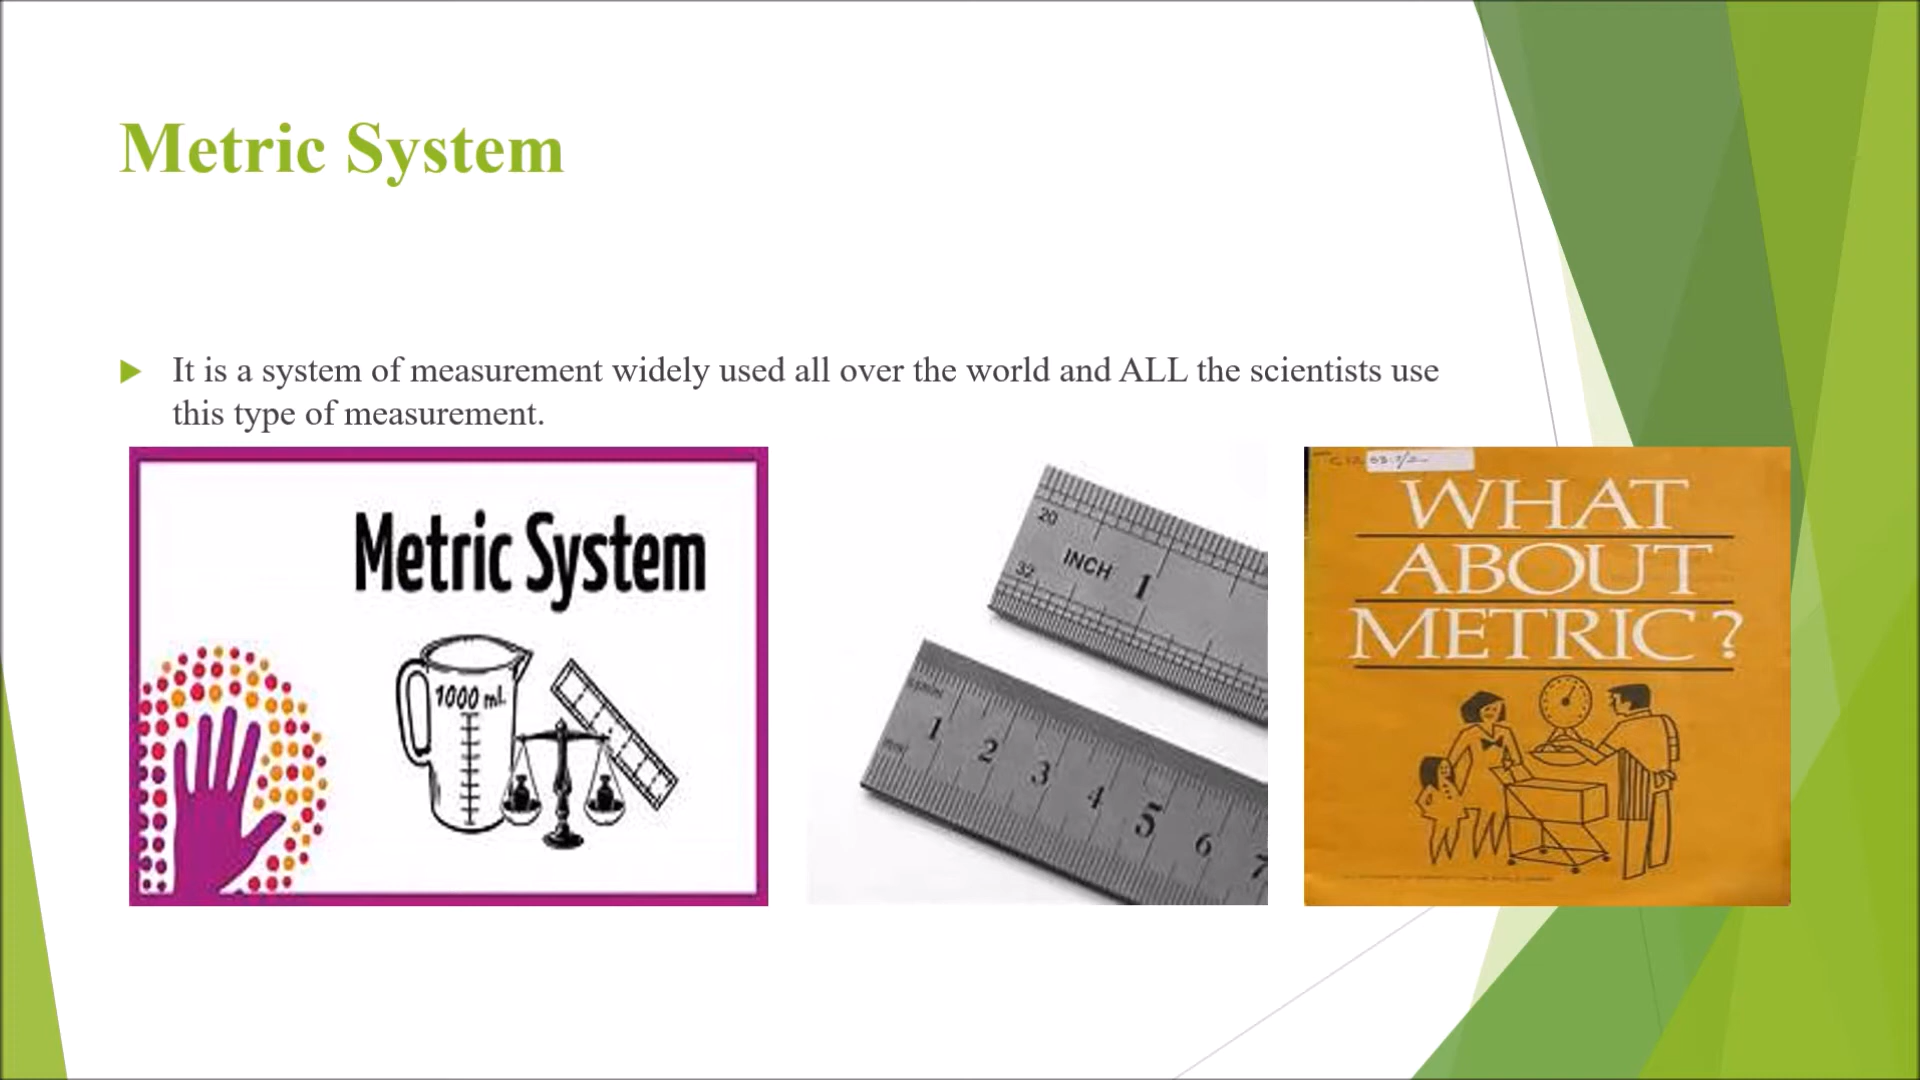 Metric System
It is a system of measurement widely used all over the world and ALL the scientists use
this type of measurement.
Metric System
1000 ml.
20
INCH 1
32
1 2 3 4 5 6 7
WHAT
ABOUT
METRIC?